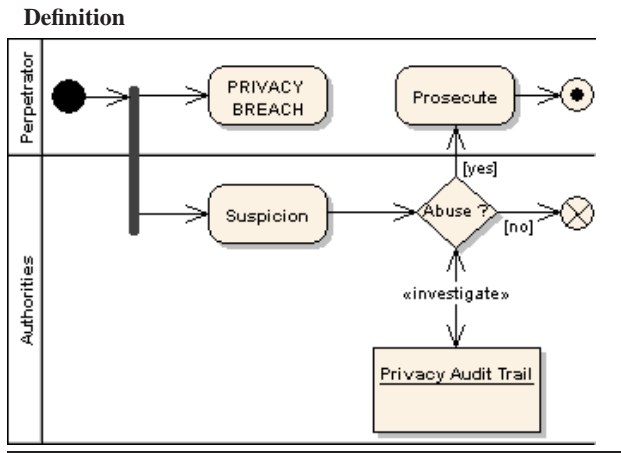 Definition
Perpetrator
PRIVACY
BREACH
Prosecute
[yes]
Authorities
Suspicion
Abuse ?
[no]
«investigate»
Privacy Audit Trail